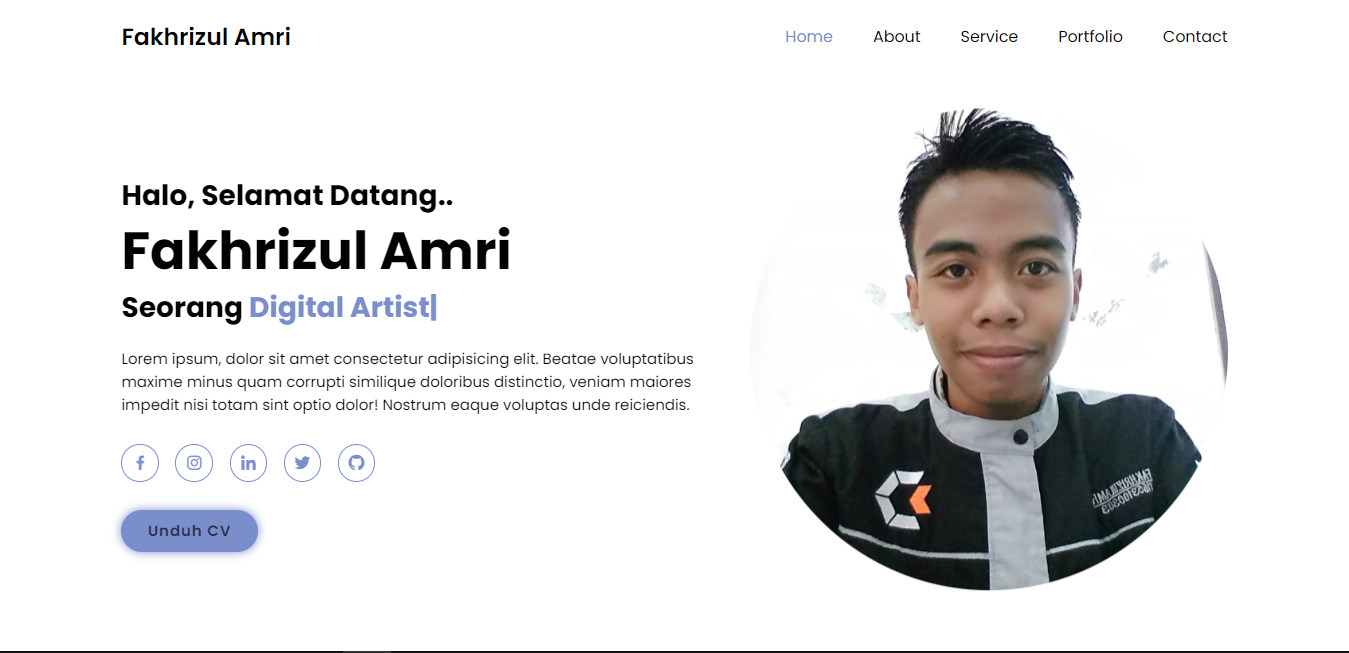 Fakhrizul Amri
Home About Service Portfolio Contact
Halo, Selamat Datang..
Fakhrizul Amri
Seorang Digital Artist|
Lorem ipsum, dolor sit amet consectetur adipisicing elit. Beatae voluptatibus
maxime minus quam corrupti similique doloribus distinctio, veniam maiores
impedit nisi totam sint optio dolor! Nostrum eaque voluptas unde reiciendis.
Unduh CV